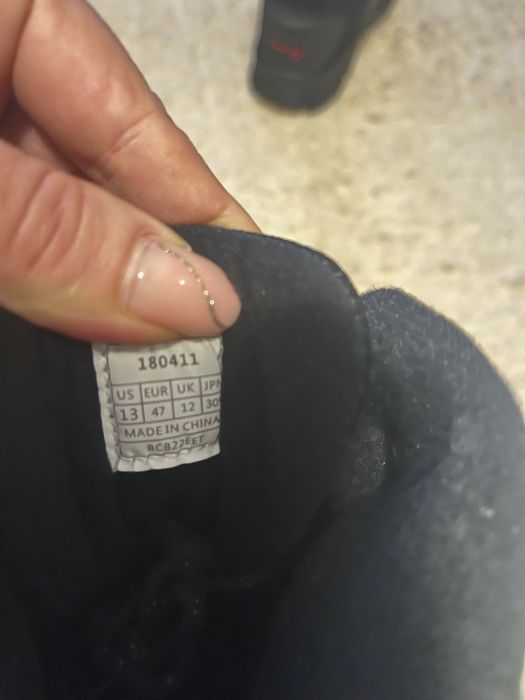 180411
US EUR UK JPN
13 47 12 30
MADE IN CHINA